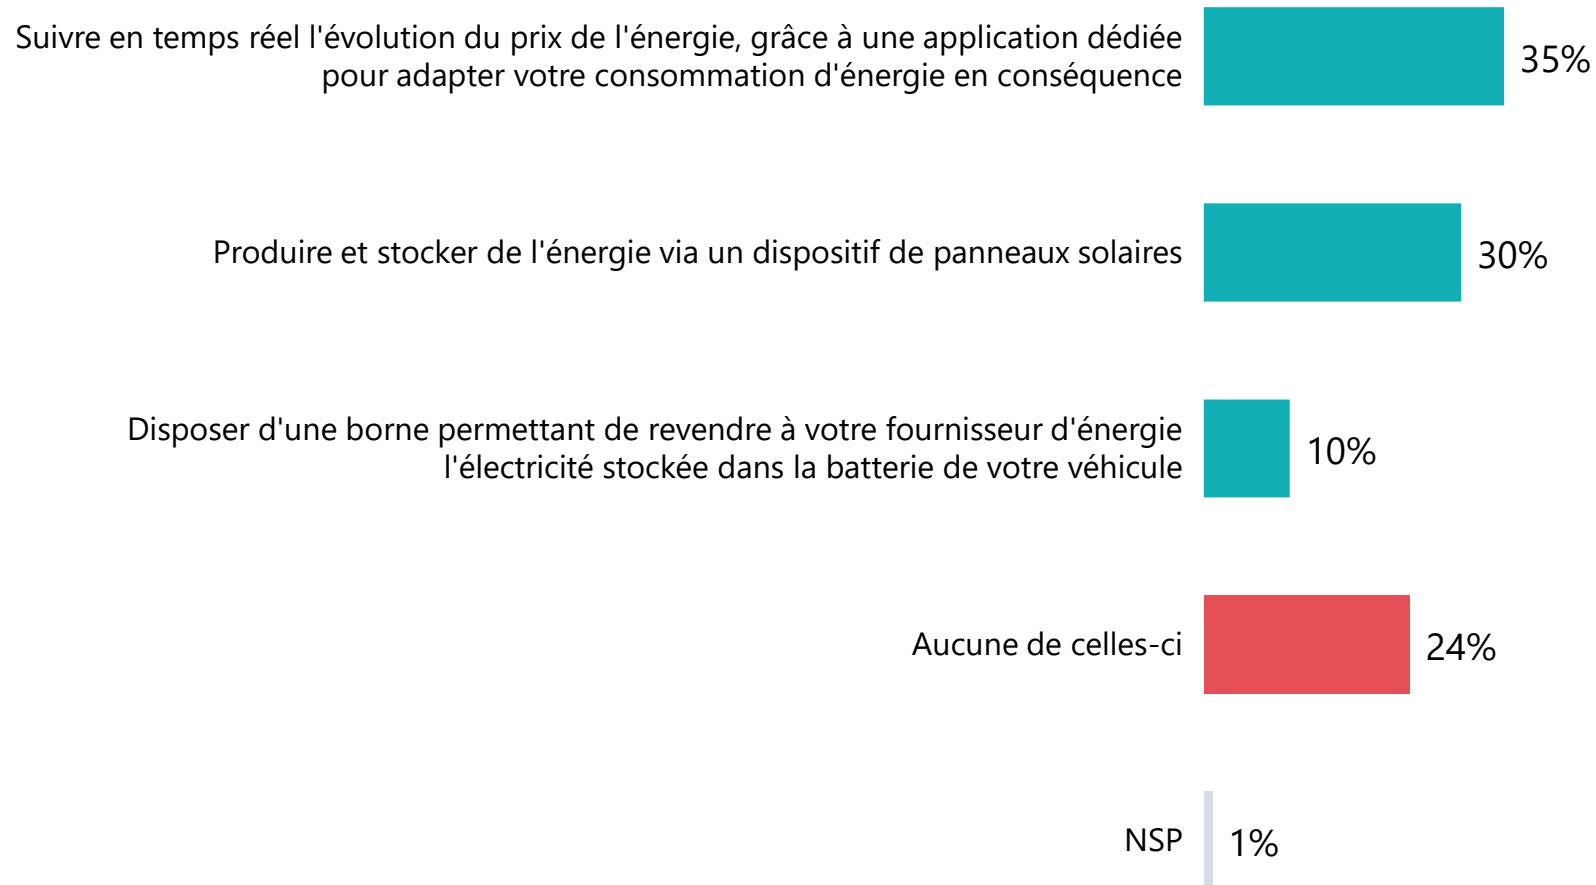 Suivre en temps réel l'évolution du prix de l'énergie, grâce à une application dédiée
pour adapter votre consommation d'énergie en conséquence
35%
Produire et stocker de l'énergie via un dispositif de panneaux solaires
30%
Disposer d'une borne permettant de revendre à votre fournisseur d'énergie
l'électricité stockée dans la batterie de votre véhicule
10%
Aucune de celles-ci
24%
NSP
1%